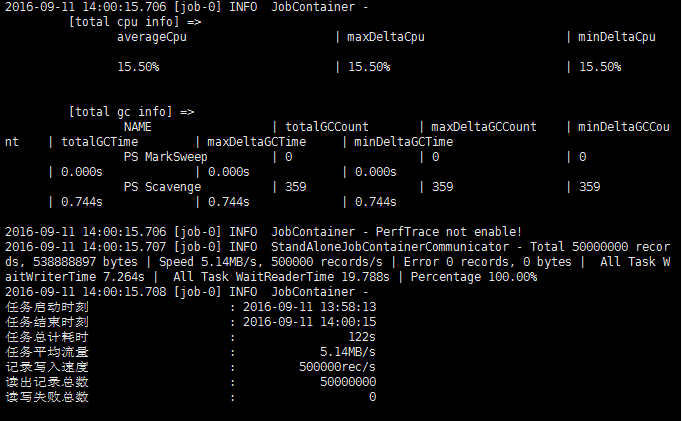 2016-09-11 14:00:15.706 [job-0] INFO  JobContainer -
[total cpu info] =>
averageCpu | maxDeltaCpu | minDeltaCpu
15.50% | 15.50% | 15.50%
[total gc info] =>
NAME | totalGCCount | maxDeltaGCCount | minDeltaGCCou
nt | totalGCTime | maxDeltaGCTime | minDeltaGCTime
PS MarkSweep | 0 | 0 | 0
| 0.000s | 0.000s | 0.000s
PS Scavenge | 359 | 359 | 359
| 0.744s | 0.744s | 0.744s
2016-09-11 14:00:15.706 [job-0] INFO  JobContainer - PerfTrace not enable!
2016-09-11 14:00:15.707 [job-0] INFO  StandAloneJobContainerCommunicator - Total 50000000 recor
ds, 538888897 bytes | Speed 5.14MB/s, 500000 records/s | Error 0 records, 0 bytes |  All Task W
aitWriterTime 7.264s |  All Task WaitReaderTime 19.788s | Percentage 100.00%
2016-09-11 14:00:15.708 [job-0] INFO  JobContainer -
任务启动时刻 : 2016-09-11 13:58:13
任务结束时刻 : 2016-09-11 14:00:15
任务总计耗时 : 122s
任务平均流量 : 5.14MB/s
记录写入速度 : 500000rec/s
读出记录总数 : 50000000
读写失败总数 : 0